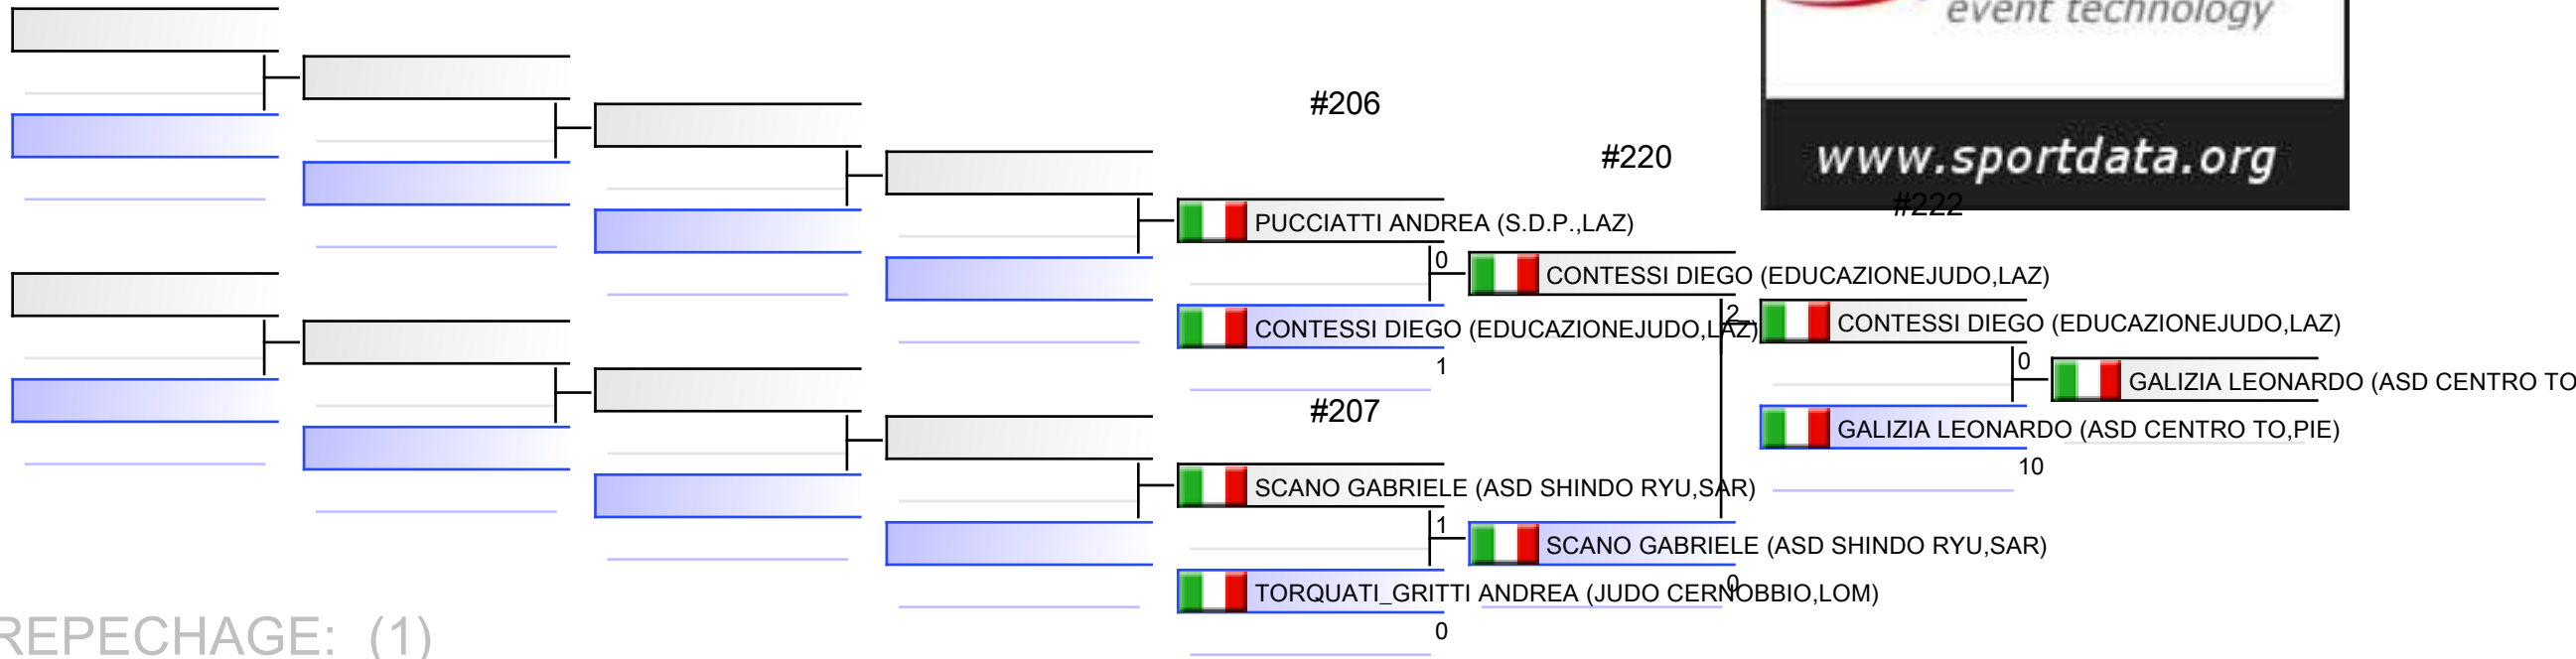 event technology
www.sportdata.org
#206
#220
#222
PUCCIATTI ANDREA (S.D.P.,LAZ)
0
CONTESSI DIEGO (EDUCAZIONEJUDO,LAZ)
CONTESSI DIEGO (EDUCAZIONEJUDO,LAZ)
1
2
CONTESSI DIEGO (EDUCAZIONEJUDO,LAZ)
0
GALIZIA LEONARDO (ASD CENTRO TO
GALIZIA LEONARDO (ASD CENTRO TO,PIE)
10
#207
SCANO GABRIELE (ASD SHINDO RYU,SAR)
1
SCANO GABRIELE (ASD SHINDO RYU,SAR)
0
TORQUATI_GRITTI ANDREA (JUDO CERNOBBIO,LOM)
0
REPECHAGE: (1)